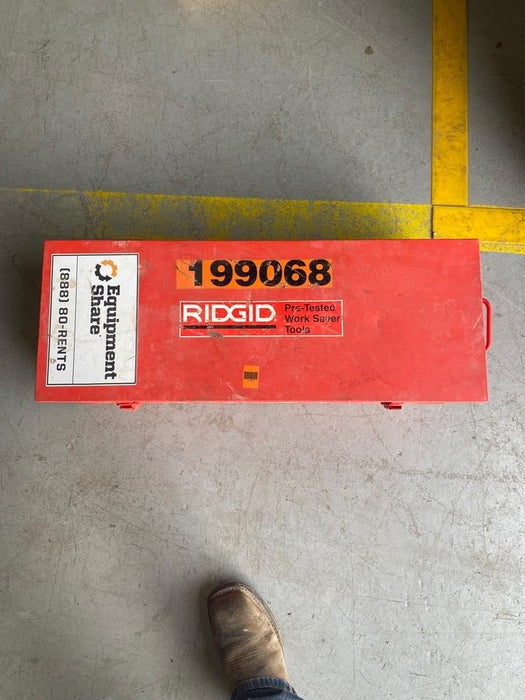 199068
RIDGID
Pre-Tested
Work Saver
Tools
Equipment
Share
(888) 80-RENTS